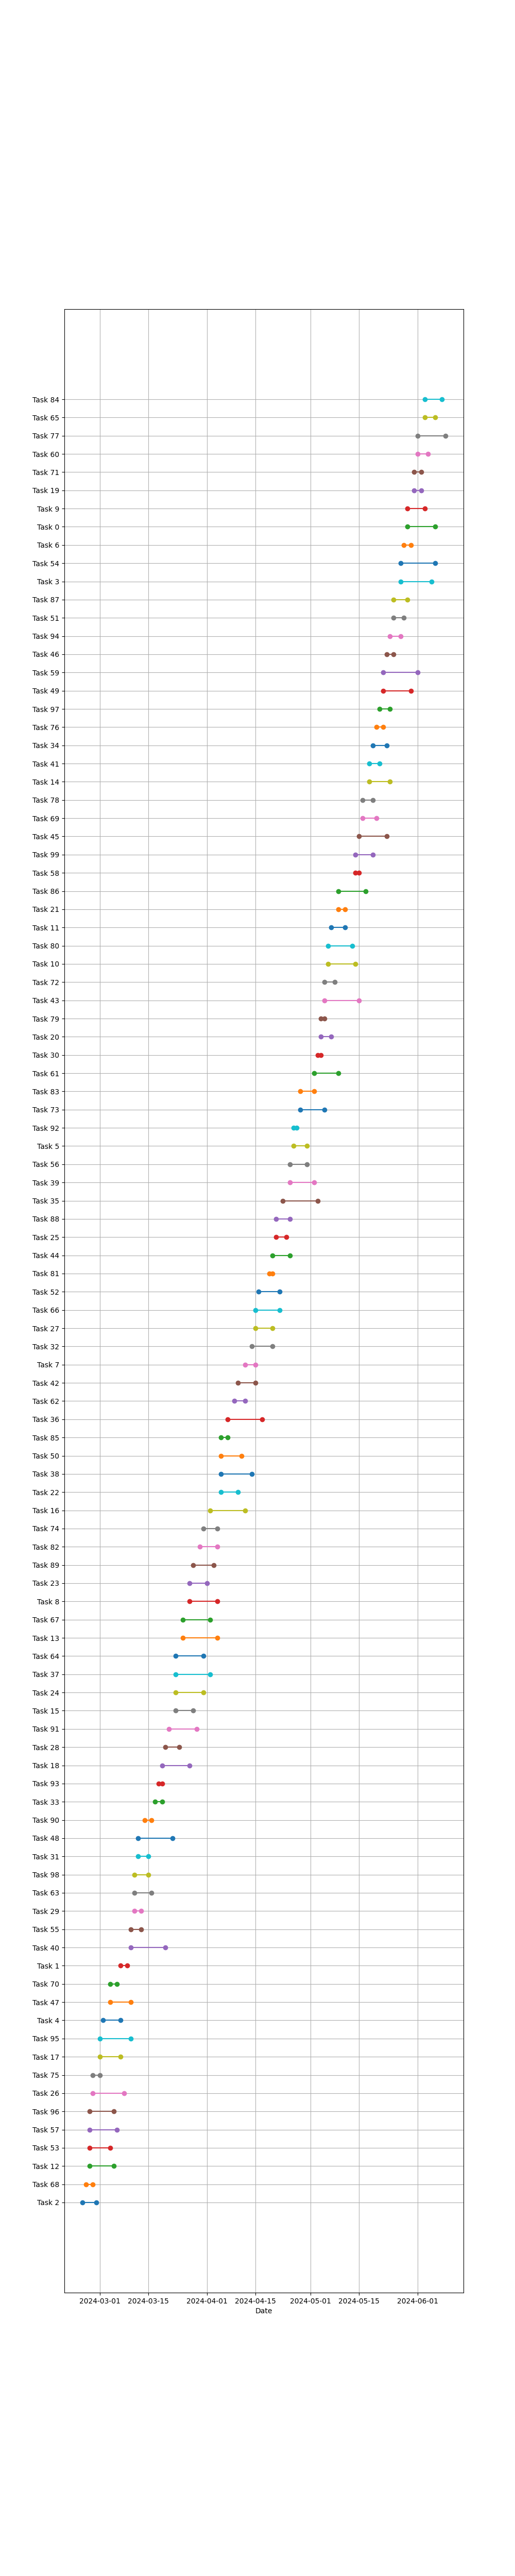 Task 84
Task 65
Task 77
Task 60
Task 71
Task 19
Task 9
Task 0
Task 6
Task 54
Task 3
Task 87
Task 51
Task 94
Task 46
Task 59
Task 49
Task 97
Task 76
Task 34
Task 41
Task 14
Task 78
Task 69
Task 45
Task 99
Task 58
Task 86
Task 21
Task 11
Task 80
Task 10
Task 72
Task 43
Task 79
Task 20
Task 30
Task 61
Task 83
Task 73
Task 92
Task 5
Task 56
Task 39
Task 35
Task 88
Task 25
Task 44
Task 81
Task 52
Task 66
Task 27
Task 32
Task 7
Task 42
Task 62
Task 36
Task 85
Task 50
Task 38
Task 22
Task 16
Task 74
Task 82
Task 89
Task 23
Task 8
Task 67
Task 13
Task 64
Task 37
Task 24
Task 15
Task 91
Task 28
Task 18
Task 93
Task 33
Task 90
Task 48
Task 31
Task 98
Task 63
Task 29
Task 55
Task 40
Task 1
Task 70
Task 47
Task 4
Task 95
Task 17
Task 75
Task 26
Task 96
Task 57
Task 53
Task 12
Task 68
Task 2
2024-03-01 2024-03-15 2024-04-01 2024-04-15 2024-05-01 2024-05-15 2024-06-01
Date